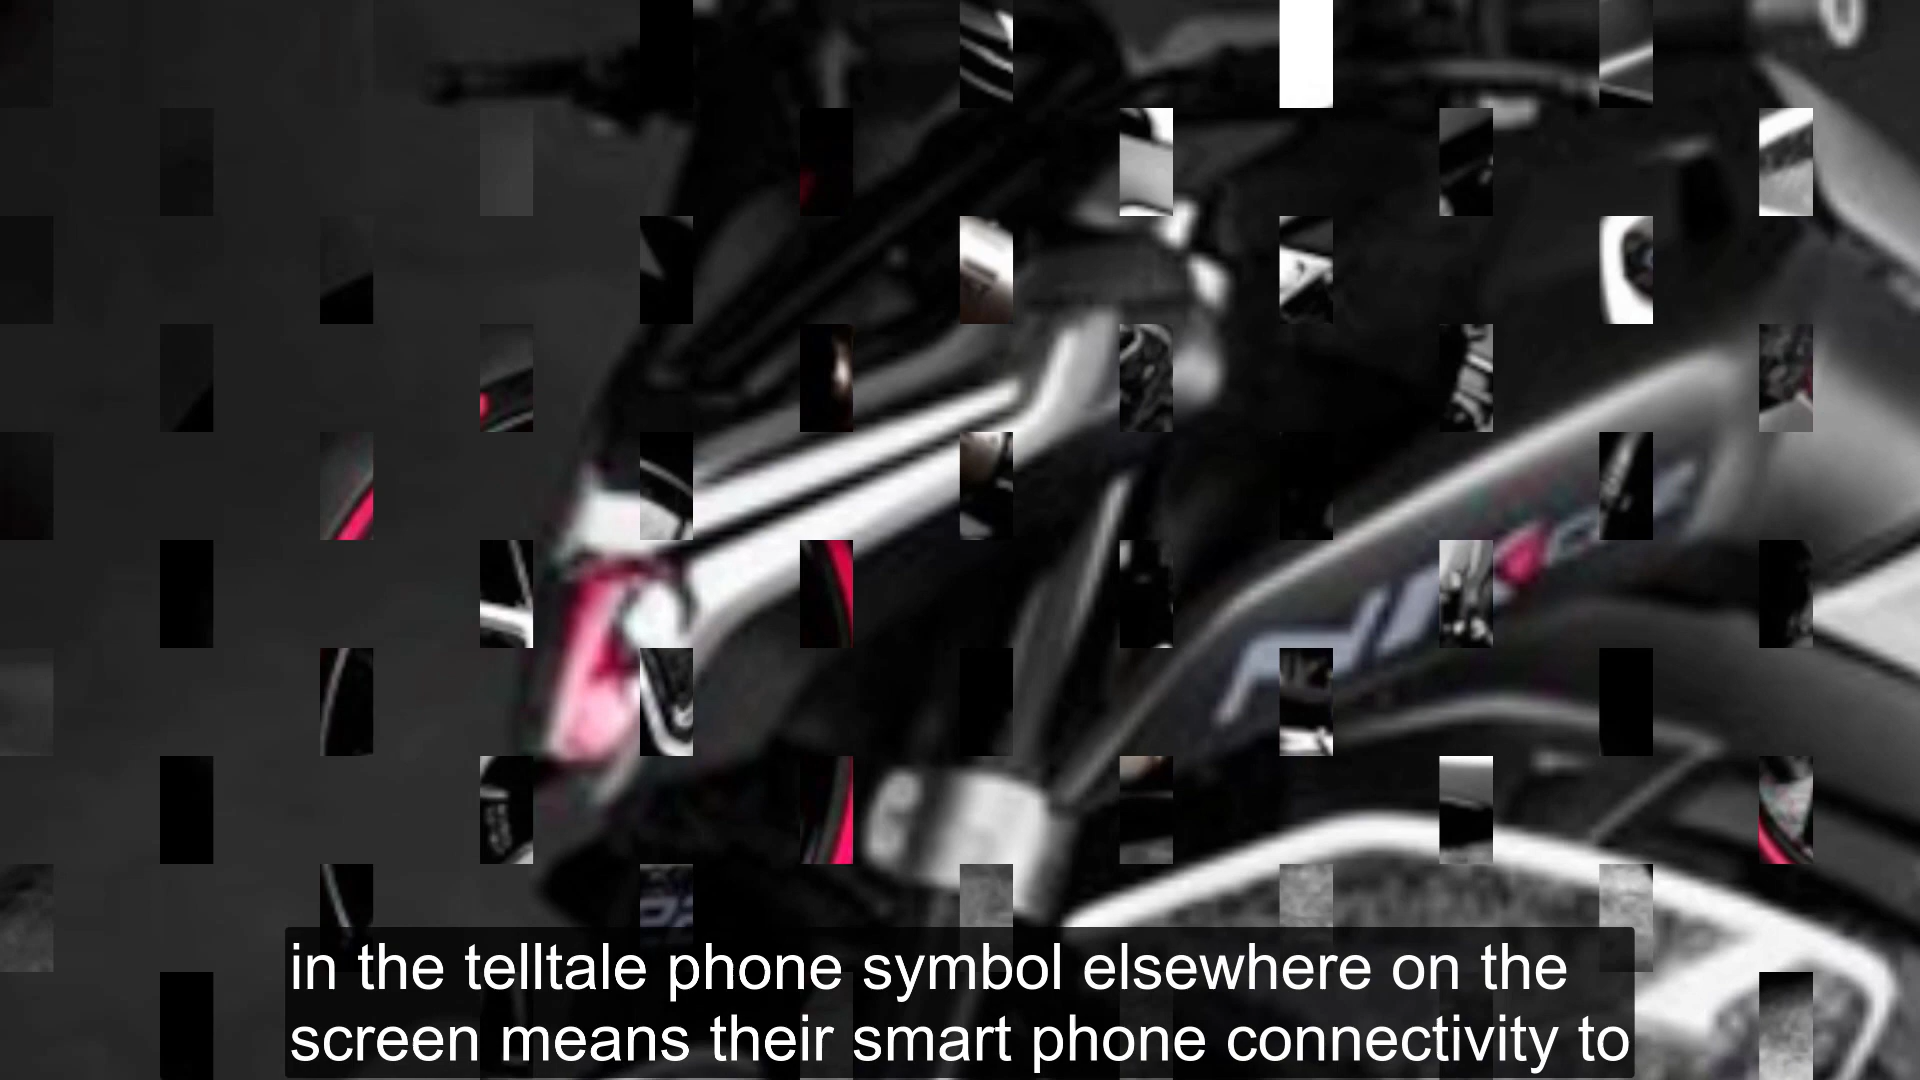 in the telltale phone symbol elsewhere on the
screen means their smart phone connectivity to